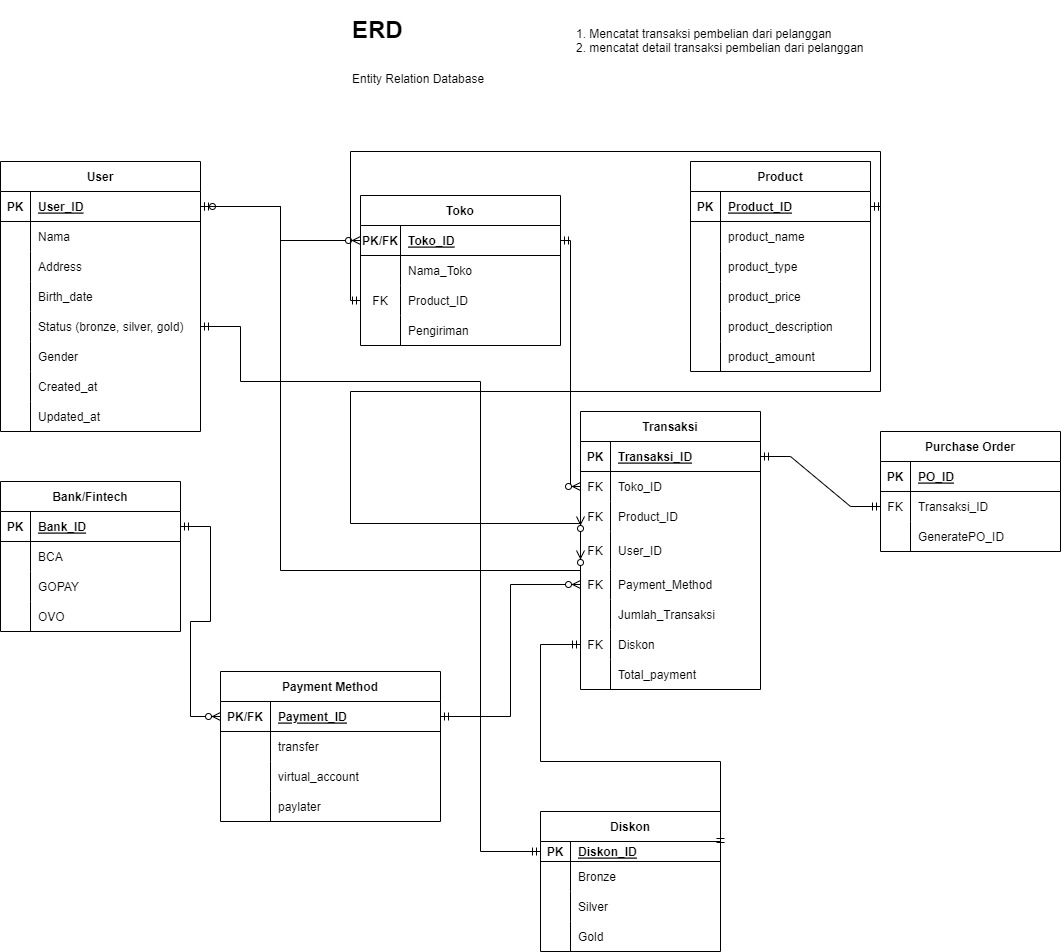 ERD
1. Mencatat transaksi pembelian dari pelanggan
2. mencatat detail transaksi pembelian dari pelanggan
Entity Relation Database
User
PK User_ID
Nama
Address
Birth_date
Status (bronze, silver, gold)
Gender
Created_at
Updated_at
Toko
PK/FK Toko_ID
Nama_Toko
FK Product_ID
Pengiriman
Product
PK Product_ID
product_name
product_type
product_price
product_description
product_amount
Transaksi
PK Transaksi_ID
FK Toko_ID
FK Product_ID
FK User_ID
FK Payment_Method
Jumlah_Transaksi
FK Diskon
Total_payment
Purchase Order
PK PO_ID
FK Transaksi_ID
GeneratePO_ID
Bank/Fintech
PK Bank_ID
BCA
GOPAY
OVO
Payment Method
PK/FK Payment_ID
transfer
virtual_account
paylater
Diskon
PK Diskon_ID
Bronze
Silver
Gold